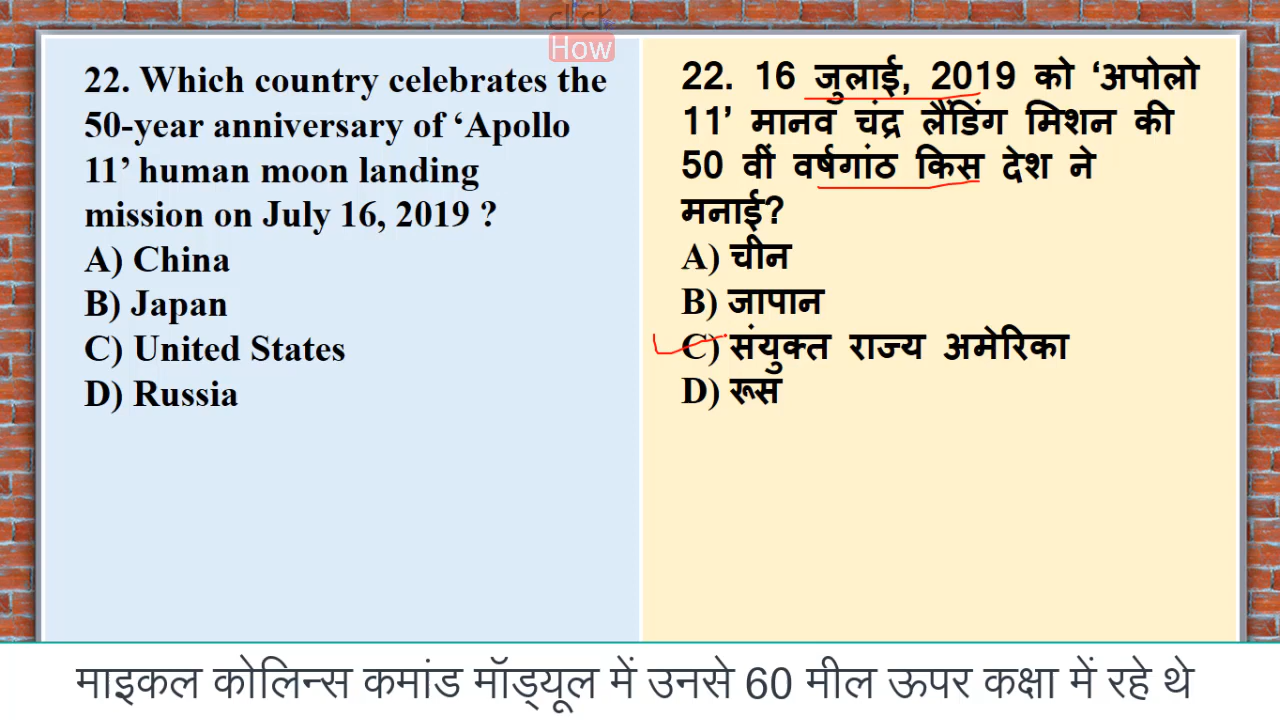 click
How
22. Which country celebrates the
50-year anniversary of ‘Apollo
11’ human moon landing
mission on July 16, 2019 ?
A) China
B) Japan
C) United States
D) Russia
22. 16 जुलाई, 2019 को ‘अपोलो
11’ मानव चंद्र लैंडिंग मिशन की
50 वीं वर्षगांठ किस देश ने
मनाई?
A) चीन
B) जापान
C) संयुक्त राज्य अमेरिका
D) रूस
माइकल कोलिन्स कमांड मॉड्यूल में उनसे 60 मील ऊपर कक्षा में रहे थे